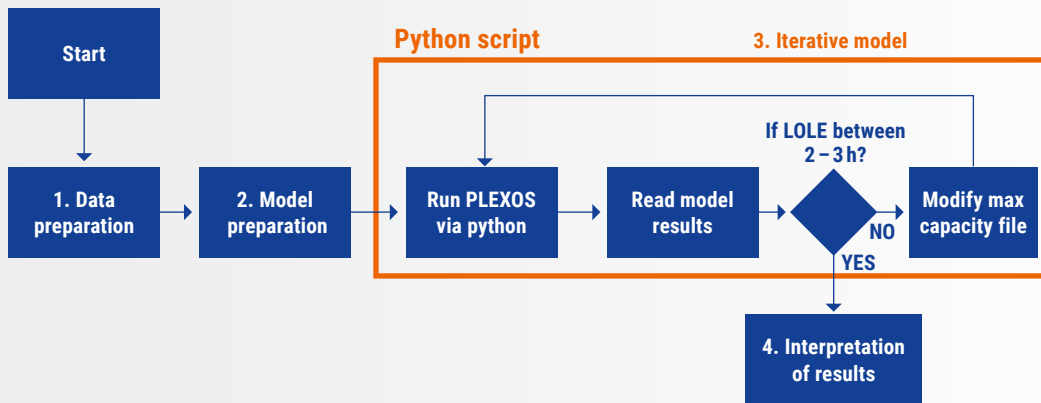 Start
Python script
3. Iterative model
If LOLE between
2 – 3 h?
1. Data
preparation
2. Model
preparation
Run PLEXOS
via python
Read model
results
NO
YES
Modify max
capacity file
4. Interpretation
of results